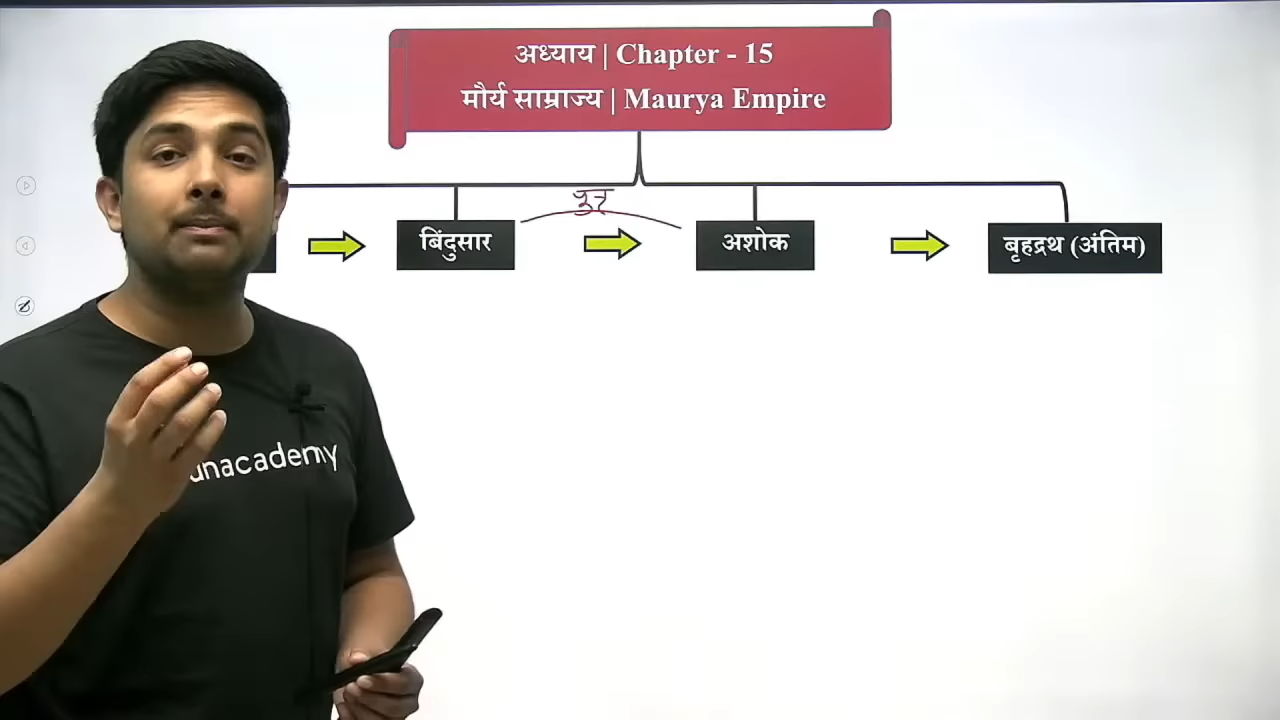 अध्याय | Chapter - 15
मौर्य साम्राज्य | Maurya Empire
बिंदुसार
अशोक
बृहद्रथ (अंतिम)
unacademy